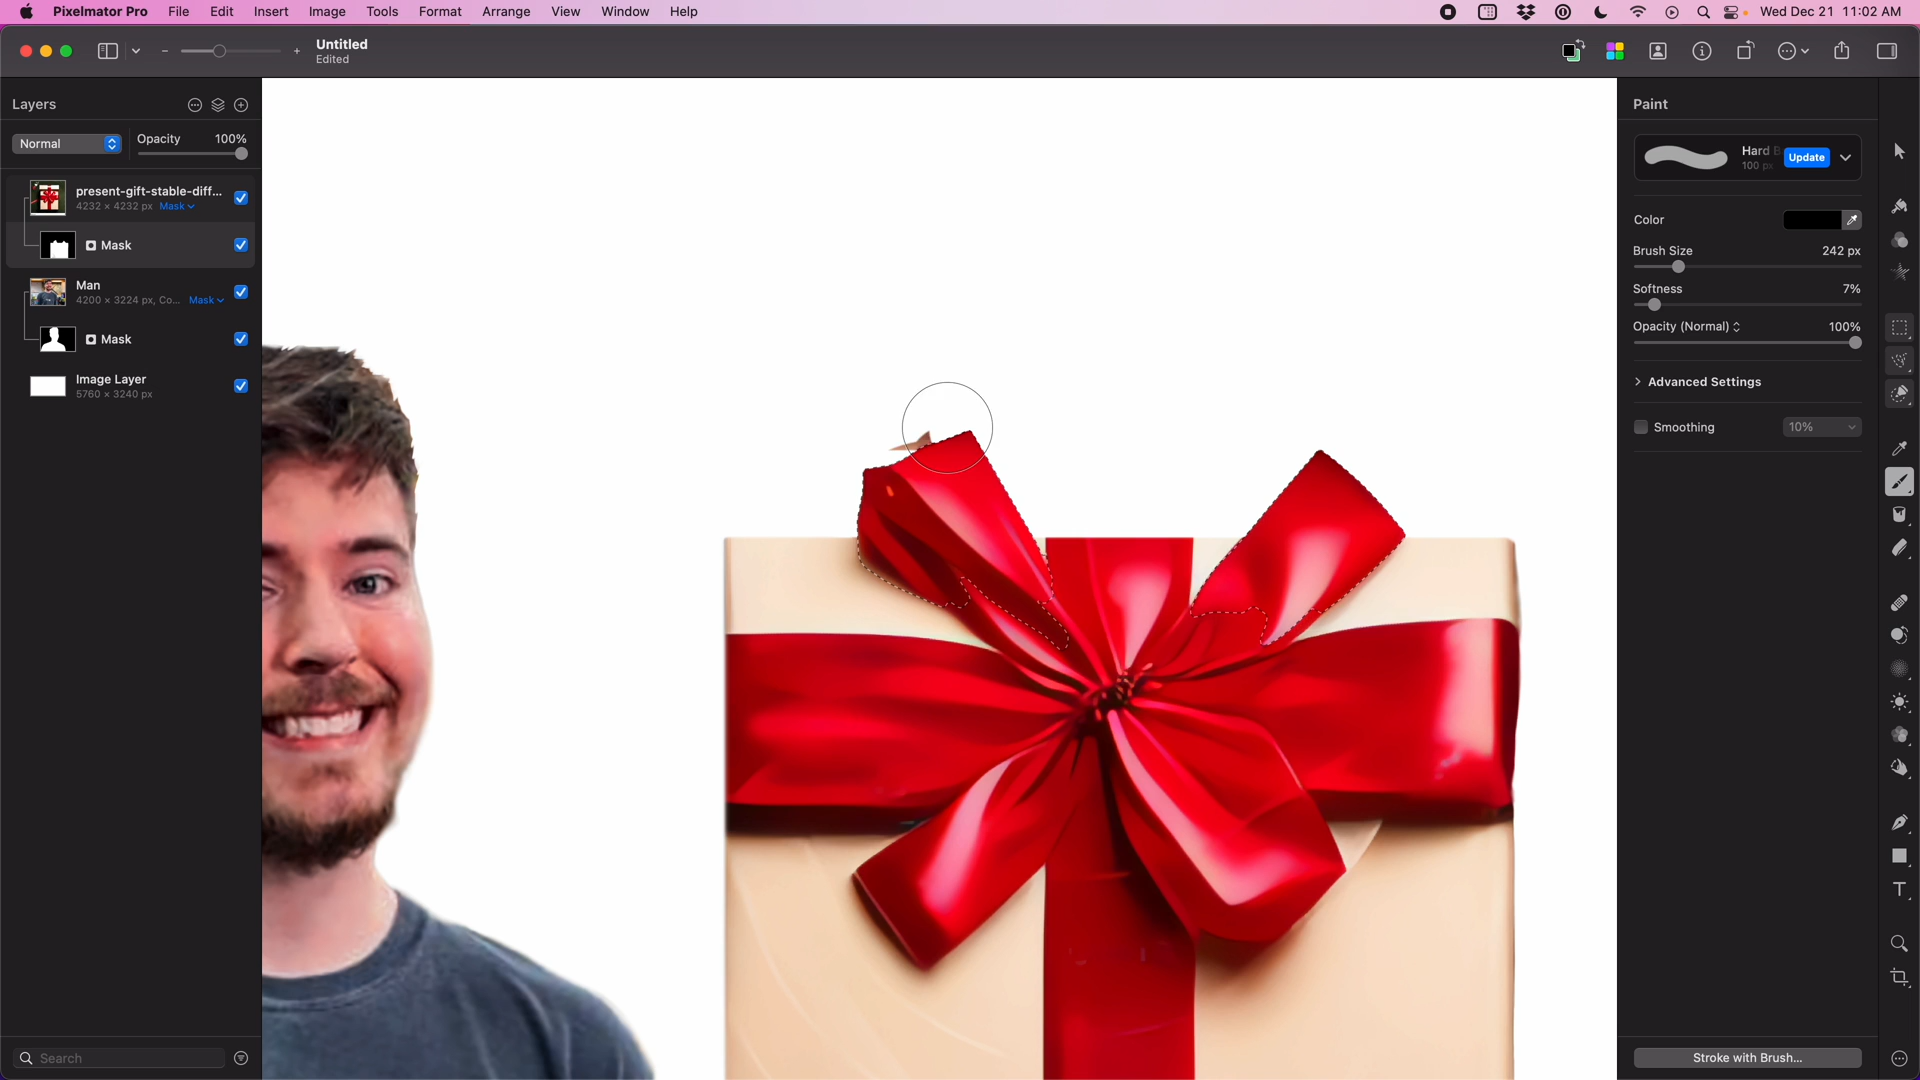 Pixelmator Pro File Edit Insert Image Tools Format Arrange View Window Help Wed Dec 21 11:02 AM
Untitled
Edited
Layers
Normal Opacity 100%
present-gift-stable-diff...
4232 × 4232 px Mask
Mask
Man
4200 × 3224 px, Co... Mask
Mask
Image Layer
5760 × 3240 px
Search
Paint
Hard
100 px
Update
Color
Brush Size 242 px
Softness 7%
Opacity (Normal) 100%
Advanced Settings
Smoothing 10%
Stroke with Brush...